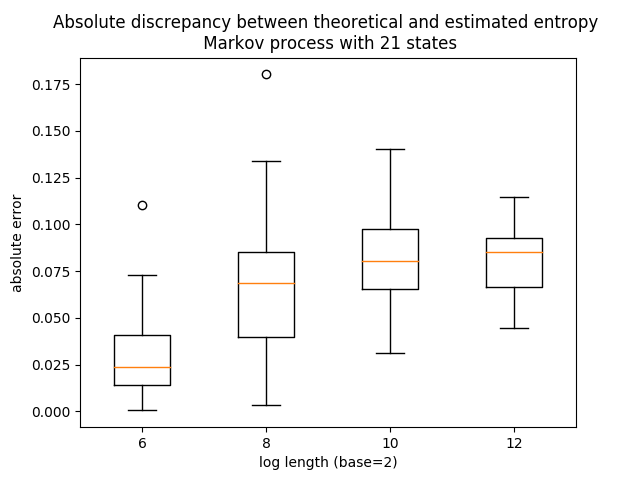 Absolute discrepancy between theoretical and estimated entropy
Markov process with 21 states
0.175
0.150
0.125
0.100
0.075
0.050
0.025
0.000
absolute error
6 8 10 12
log length (base=2)